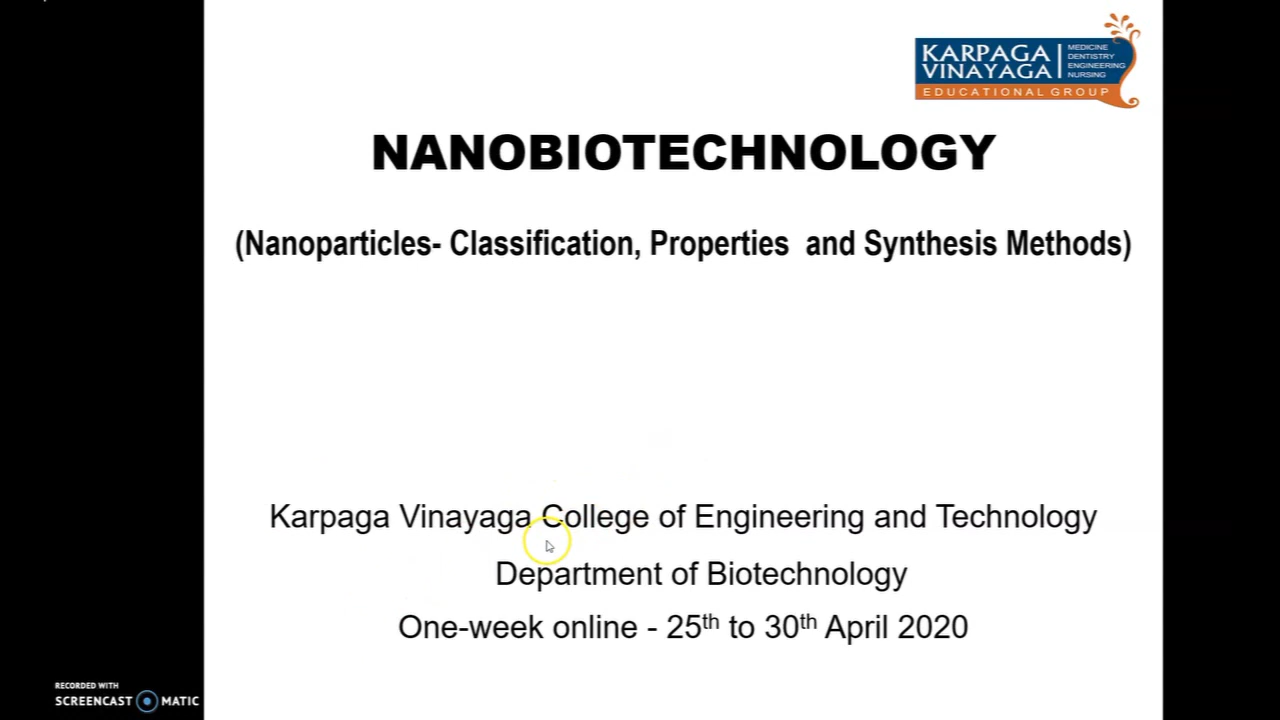 KARPAGA
VINAYAGA
MEDICINE
DENTISTRY
ENGINEERING
NURSING
EDUCATIONAL GROUP
NANOBIOTECHNOLOGY
(Nanoparticles- Classification, Properties  and Synthesis Methods)
Karpaga Vinayaga College of Engineering and Technology
Department of Biotechnology
One-week online - 25th to 30th April 2020
RECORDED WITH
SCREENCAST MATIC